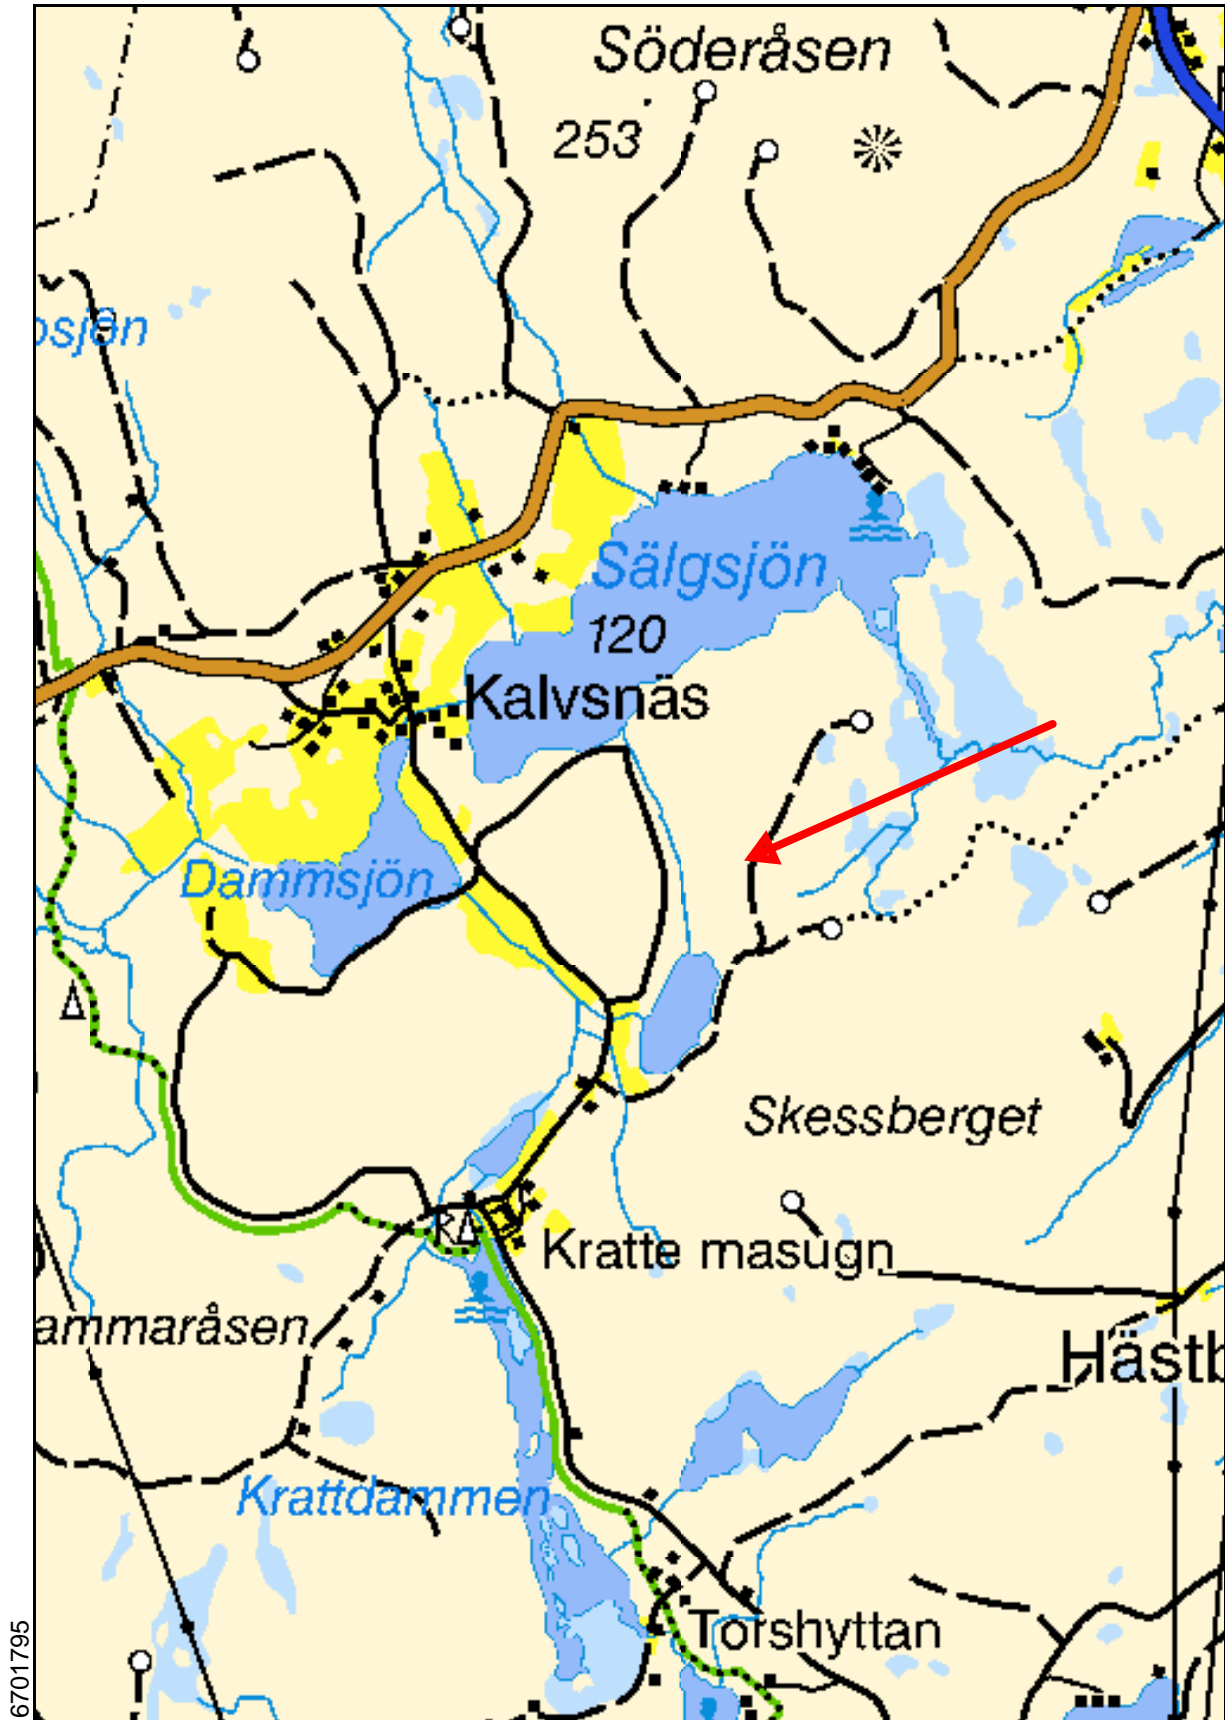 Söderåsen
253
osjön
Sälgsjön
120
Kalvsnäs
Dammsjön
Skessberget
Kratte masugn
ammaråsen
Hästb
Krattdammen
Torshyttan
6701795